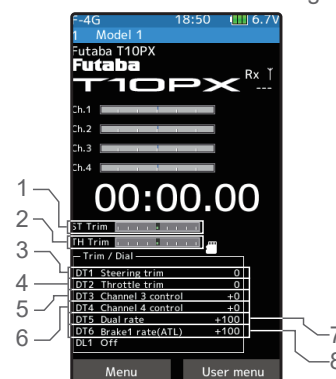 F-4G 18:50 6.7V
1 Model 1
Futaba T10PX
Futaba
T10PX
Rx
---
Ch.1
Ch.2
Ch.3
Ch.4
00:00.00
1
ST Trim
2
TH Trim
Trim / Dial
3
DT1 Steering trim 0
4
DT2 Throttle trim 0
5
DT3 Channel 3 control +0
6
DT4 Channel 4 control +0
DT5 Dual rate +100
7
DT6 Brake1 rate(ATL) +100
8
DL1 Off
Menu User menu